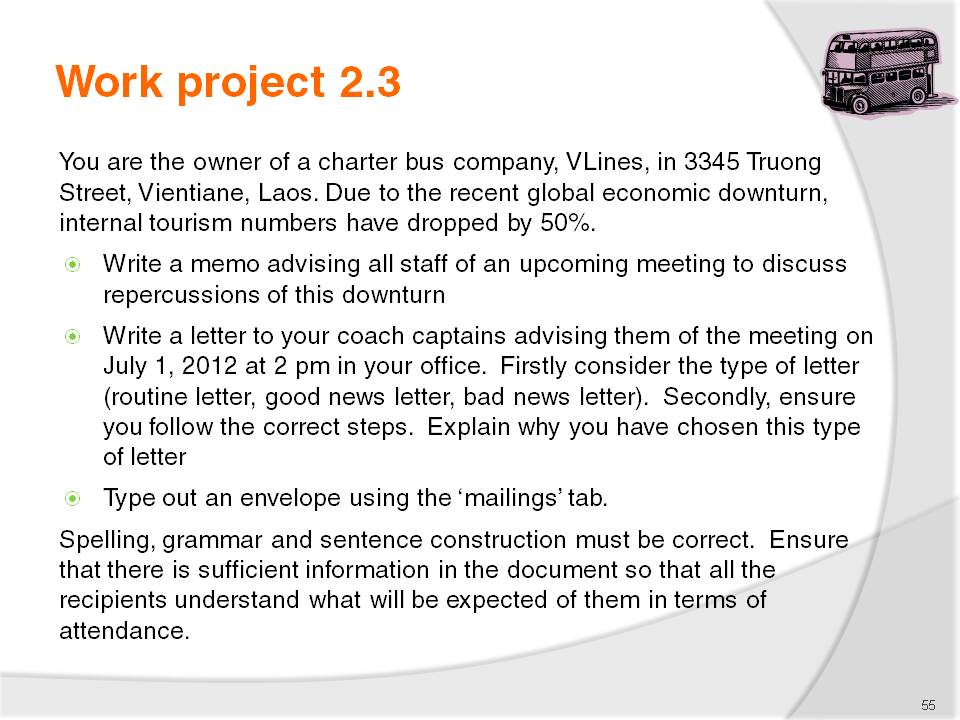 Work project 2.3
You are the owner of a charter bus company, VLines, in 3345 Truong
Street, Vientiane, Laos. Due to the recent global economic downturn,
internal tourism numbers have dropped by 50%.
Write a memo advising all staff of an upcoming meeting to discuss
repercussions of this downturn
Write a letter to your coach captains advising them of the meeting on
July 1, 2012 at 2 pm in your office.  Firstly consider the type of letter
(routine letter, good news letter, bad news letter).  Secondly, ensure
you follow the correct steps.  Explain why you have chosen this type
of letter
Type out an envelope using the ‘mailings’ tab.
Spelling, grammar and sentence construction must be correct.  Ensure
that there is sufficient information in the document so that all the
recipients understand what will be expected of them in terms of
attendance.
55